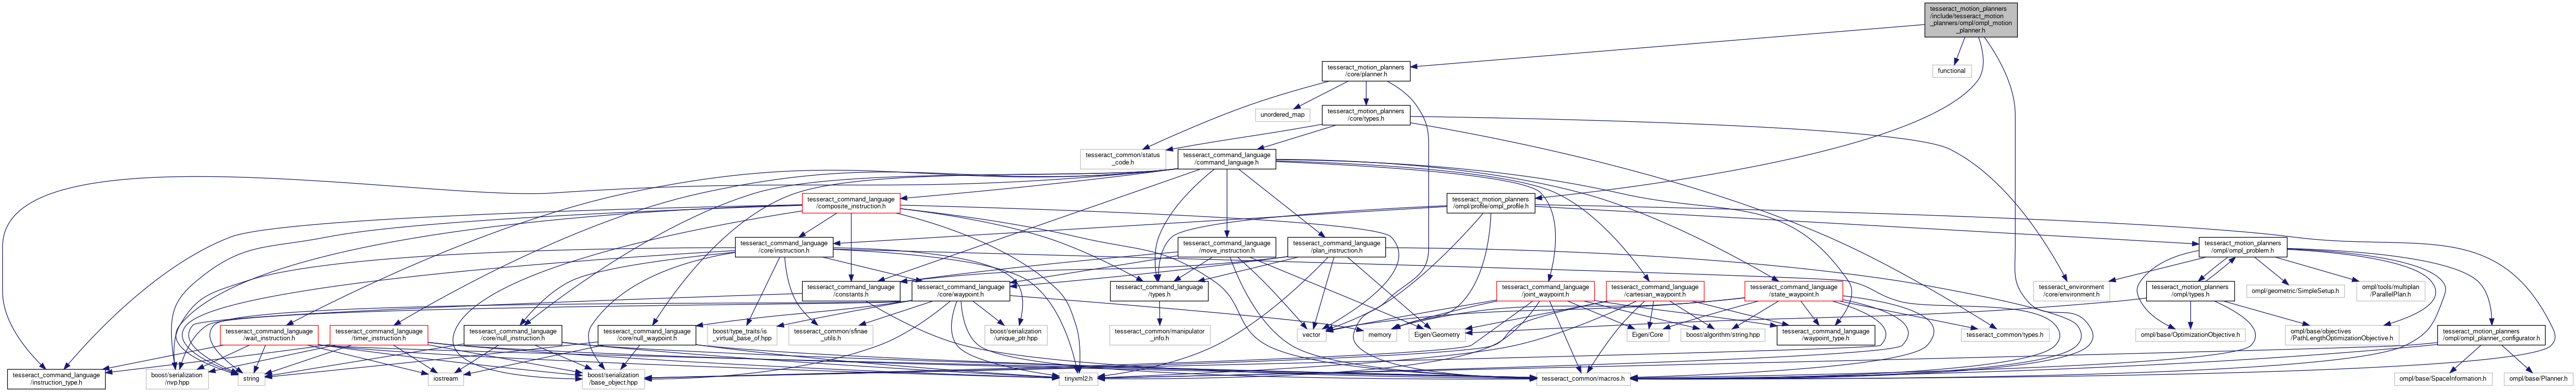 tesseract_motion_planners
/include/tesseract_motion
_planners/ompl/ompl_motion
_planner.h
tesseract_motion_planners
/core/planner.h
functional
unordered_map
tesseract_motion_planners
/core/types.h
tesseract_common/status
_code.h
tesseract_command_language
/command_language.h
tesseract_command_language
/composite_instruction.h
tesseract_motion_planners
/ompl/profile/ompl_profile.h
tesseract_command_language
/core/instruction.h
tesseract_command_language
/move_instruction.h
tesseract_command_language
/plan_instruction.h
tesseract_motion_planners
/ompl/ompl_problem.h
tesseract_command_language
/constants.h
tesseract_command_language
/core/waypoint.h
tesseract_command_language
/types.h
tesseract_command_language
/joint_waypoint.h
tesseract_command_language
/cartesian_waypoint.h
tesseract_command_language
/state_waypoint.h
tesseract_environment
/core/environment.h
tesseract_motion_planners
/ompl/types.h
ompl/geometric/SimpleSetup.h
ompl/tools/multiplan
/ParallelPlan.h
tesseract_command_language
/wait_instruction.h
tesseract_command_language
/timer_instruction.h
tesseract_command_language
/core/null_instruction.h
tesseract_command_language
/core/null_waypoint.h
boost/type_traits/is
_virtual_base_of.hpp
tesseract_common/sfinae
_utils.h
boost/serialization
/unique_ptr.hpp
tesseract_common/manipulator
_info.h
vector
memory
Eigen/Geometry
Eigen/Core
boost/algorithm/string.hpp
tesseract_command_language
/waypoint_type.h
tesseract_common/types.h
ompl/base/OptimizationObjective.h
ompl/base/objectives
/PathLengthOptimizationObjective.h
tesseract_motion_planners
/ompl/ompl_planner_configurator.h
tesseract_command_language
/instruction_type.h
boost/serialization
/nvp.hpp
string
iostream
boost/serialization
/base_object.hpp
tinyxml2.h
tesseract_common/macros.h
ompl/base/SpaceInformation.h
ompl/base/Planner.h